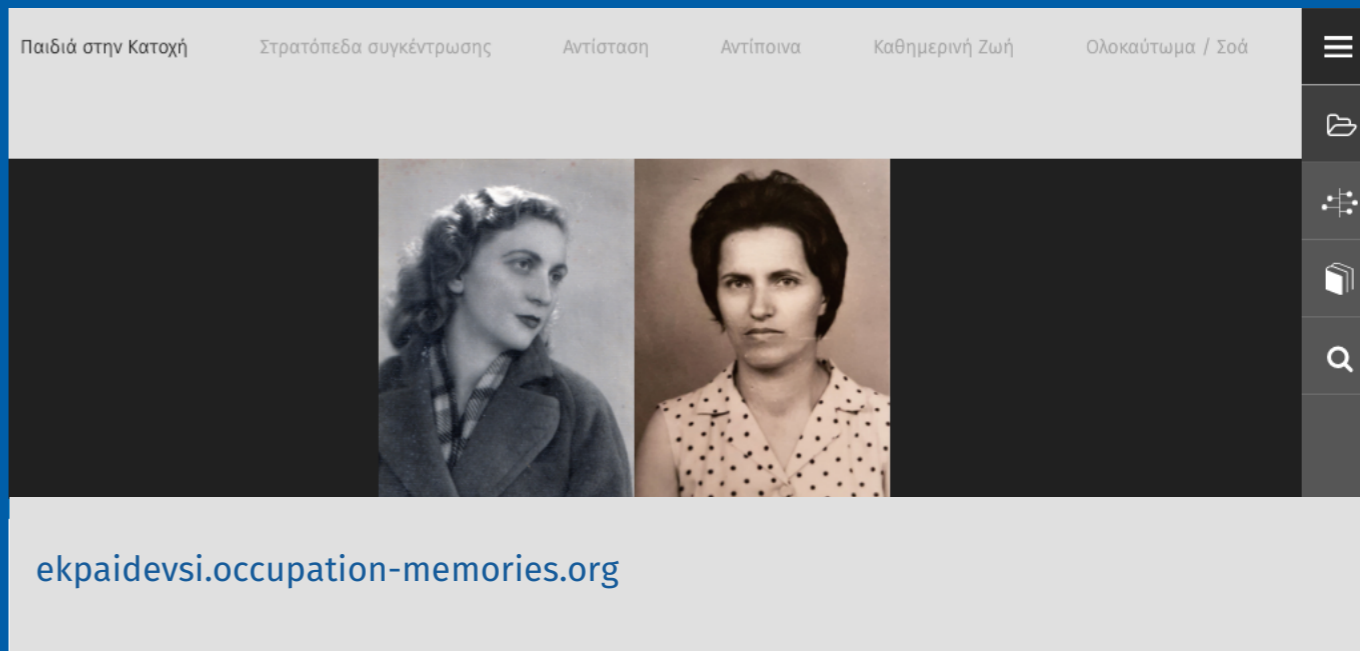 Παιδιά στην Κατοχή Στρατόπεδα συγκέντρωσης Αντίσταση Αντίποινα Καθημερινή Ζωή Ολοκαύτωμα / Σοά
ekpaidevsi.occupation-memories.org